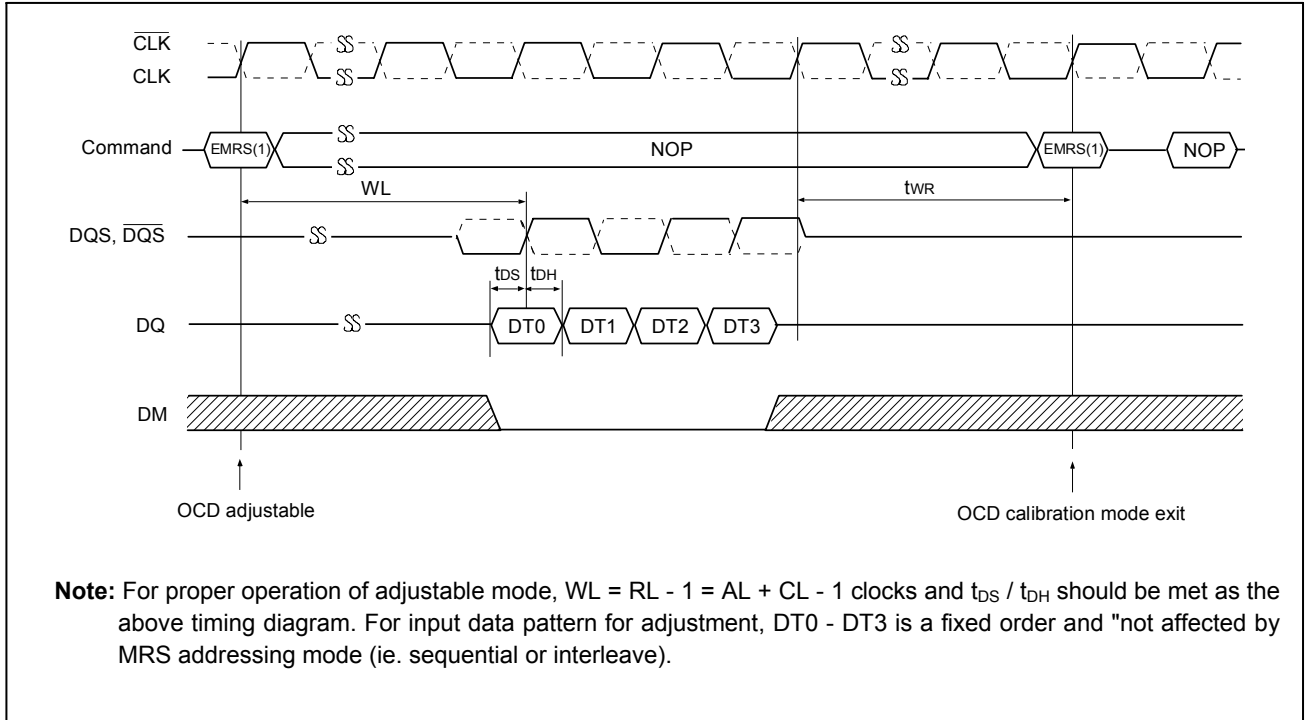 CLK
CLK
Command EMRS(1) NOP EMRS(1) NOP
WL tWR
DQS, DQS
tDS tDH
DQ DT0 DT1 DT2 DT3
DM
OCD adjustable OCD calibration mode exit
Note: For proper operation of adjustable mode, WL = RL - 1 = AL + CL - 1 clocks and tDS / tDH should be met as the
above timing diagram. For input data pattern for adjustment, DT0 - DT3 is a fixed order and "not affected by
MRS addressing mode (ie. sequential or interleave).